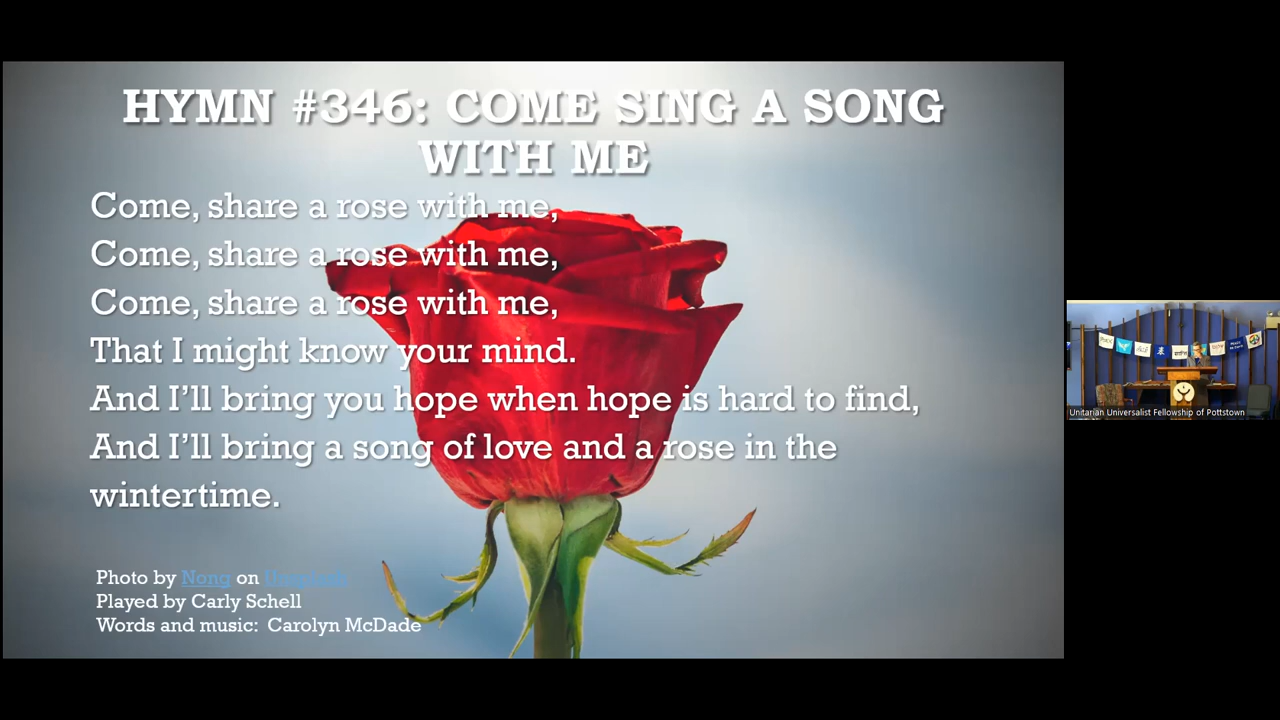 HYMN #346: COME SING A SONG
WITH ME
Come, share a rose with me,
Come, share a rose with me,
Come, share a rose with me,
That I might know your mind.
And I’ll bring you hope when hope is hard to find,
And I’ll bring a song of love and a rose in the
wintertime.
Photo by Nong on Unsplash
Played by Carly Schell
Words and music: Carolyn McDade
Unitarian Universalist Fellowship of Pottstown